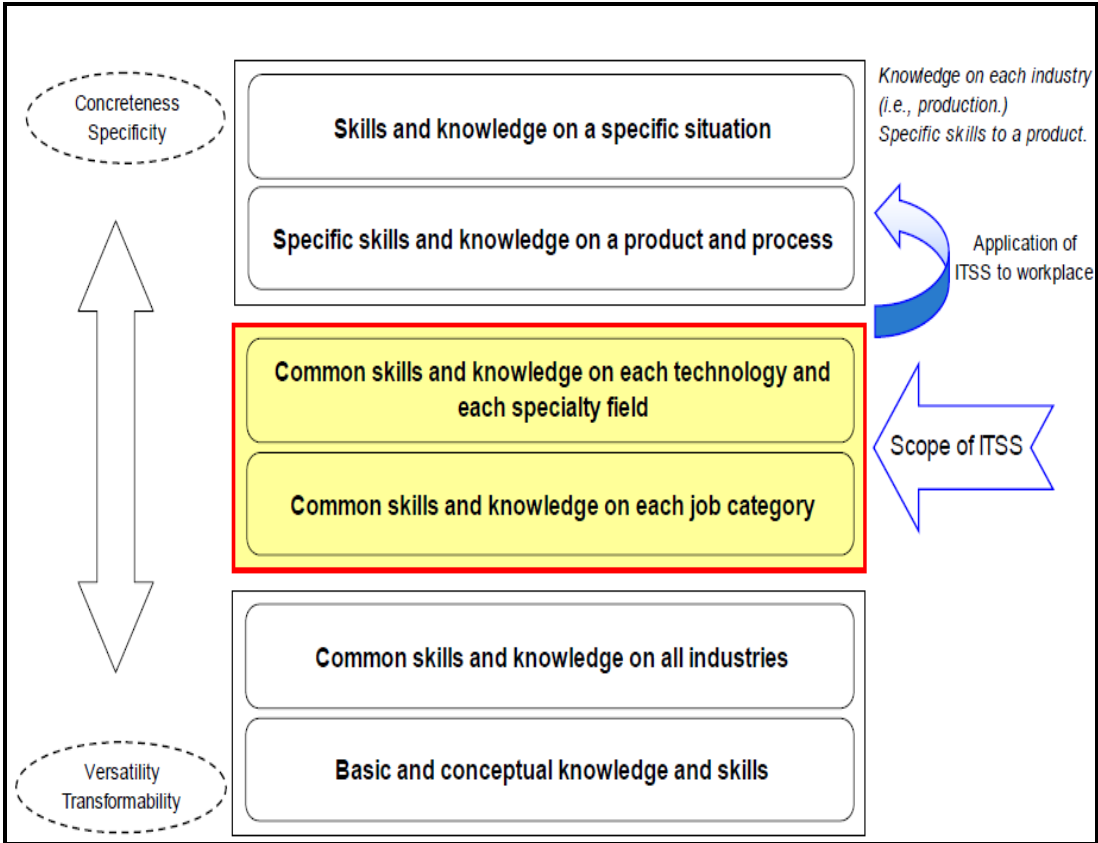 Concreteness
Specificity
Skills and knowledge on a specific situation
Knowledge on each industry
(i.e., production.)
Specific skills to a product.
Specific skills and knowledge on a product and process
Application of
ITSS to workplace
Common skills and knowledge on each technology and
each specialty field
Scope of ITSS
Common skills and knowledge on each job category
Common skills and knowledge on all industries
Versatility
Transformability
Basic and conceptual knowledge and skills